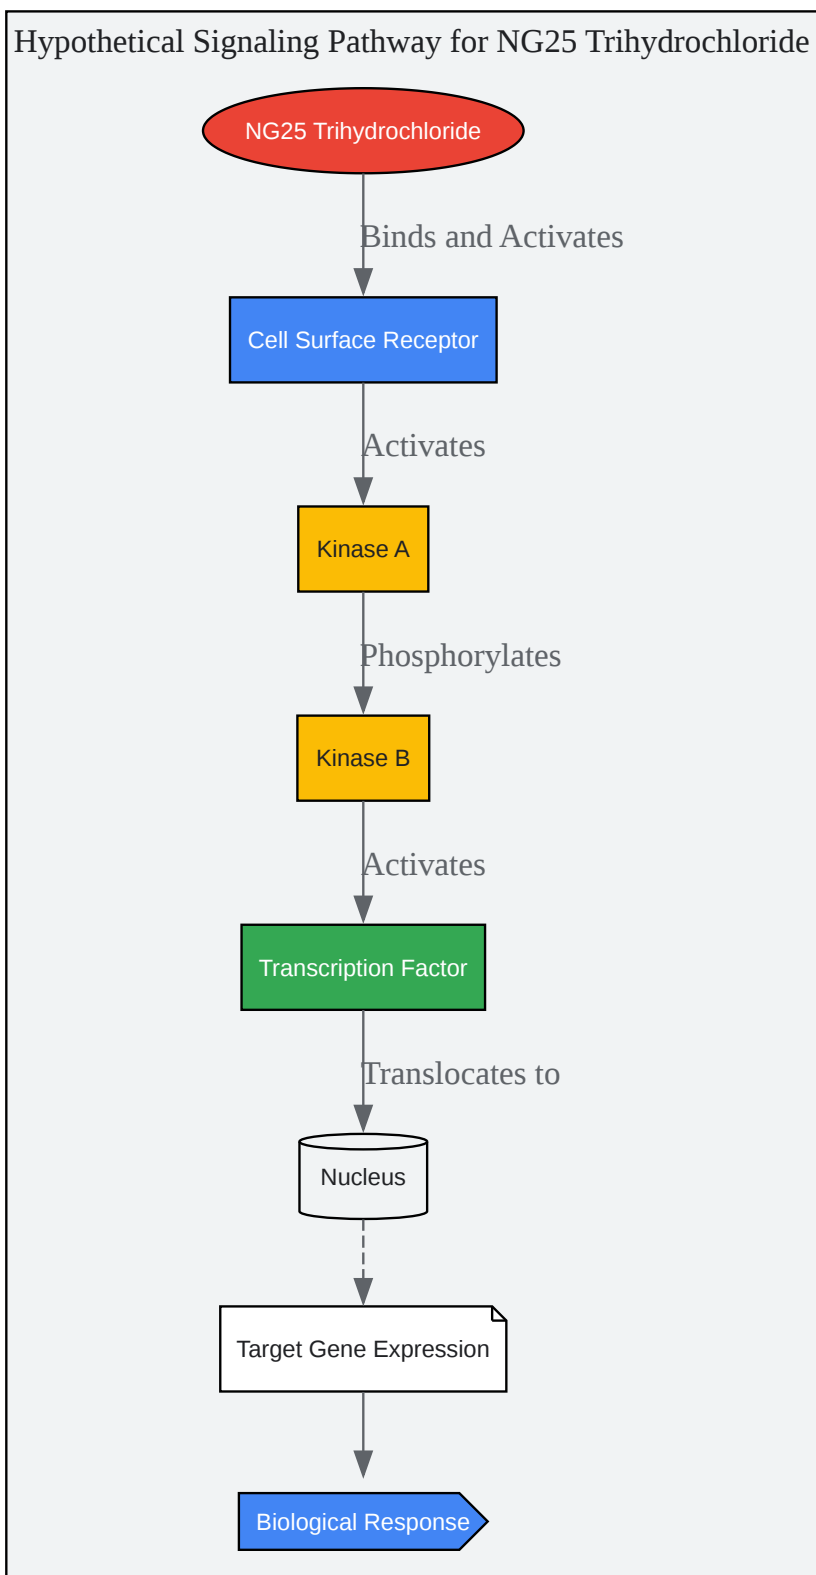 Hypothetical Signaling Pathway for NG25 Trihydrochloride
NG25 Trihydrochloride
Binds and Activates
Cell Surface Receptor
Activates
Kinase A
Phosphorylates
Kinase B
Activates
Transcription Factor
Translocates to
Nucleus
Target Gene Expression
Biological Response